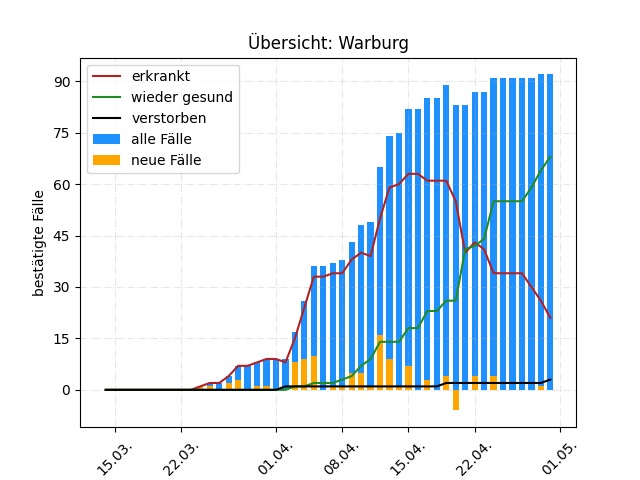 Übersicht: Warburg
erkrankt
wieder gesund
verstorben
alle Fälle
neue Fälle
bestätigte Fälle
90
75
60
45
30
15
0
15.03.
22.03.
01.04.
08.04.
15.04.
22.04.
01.05.